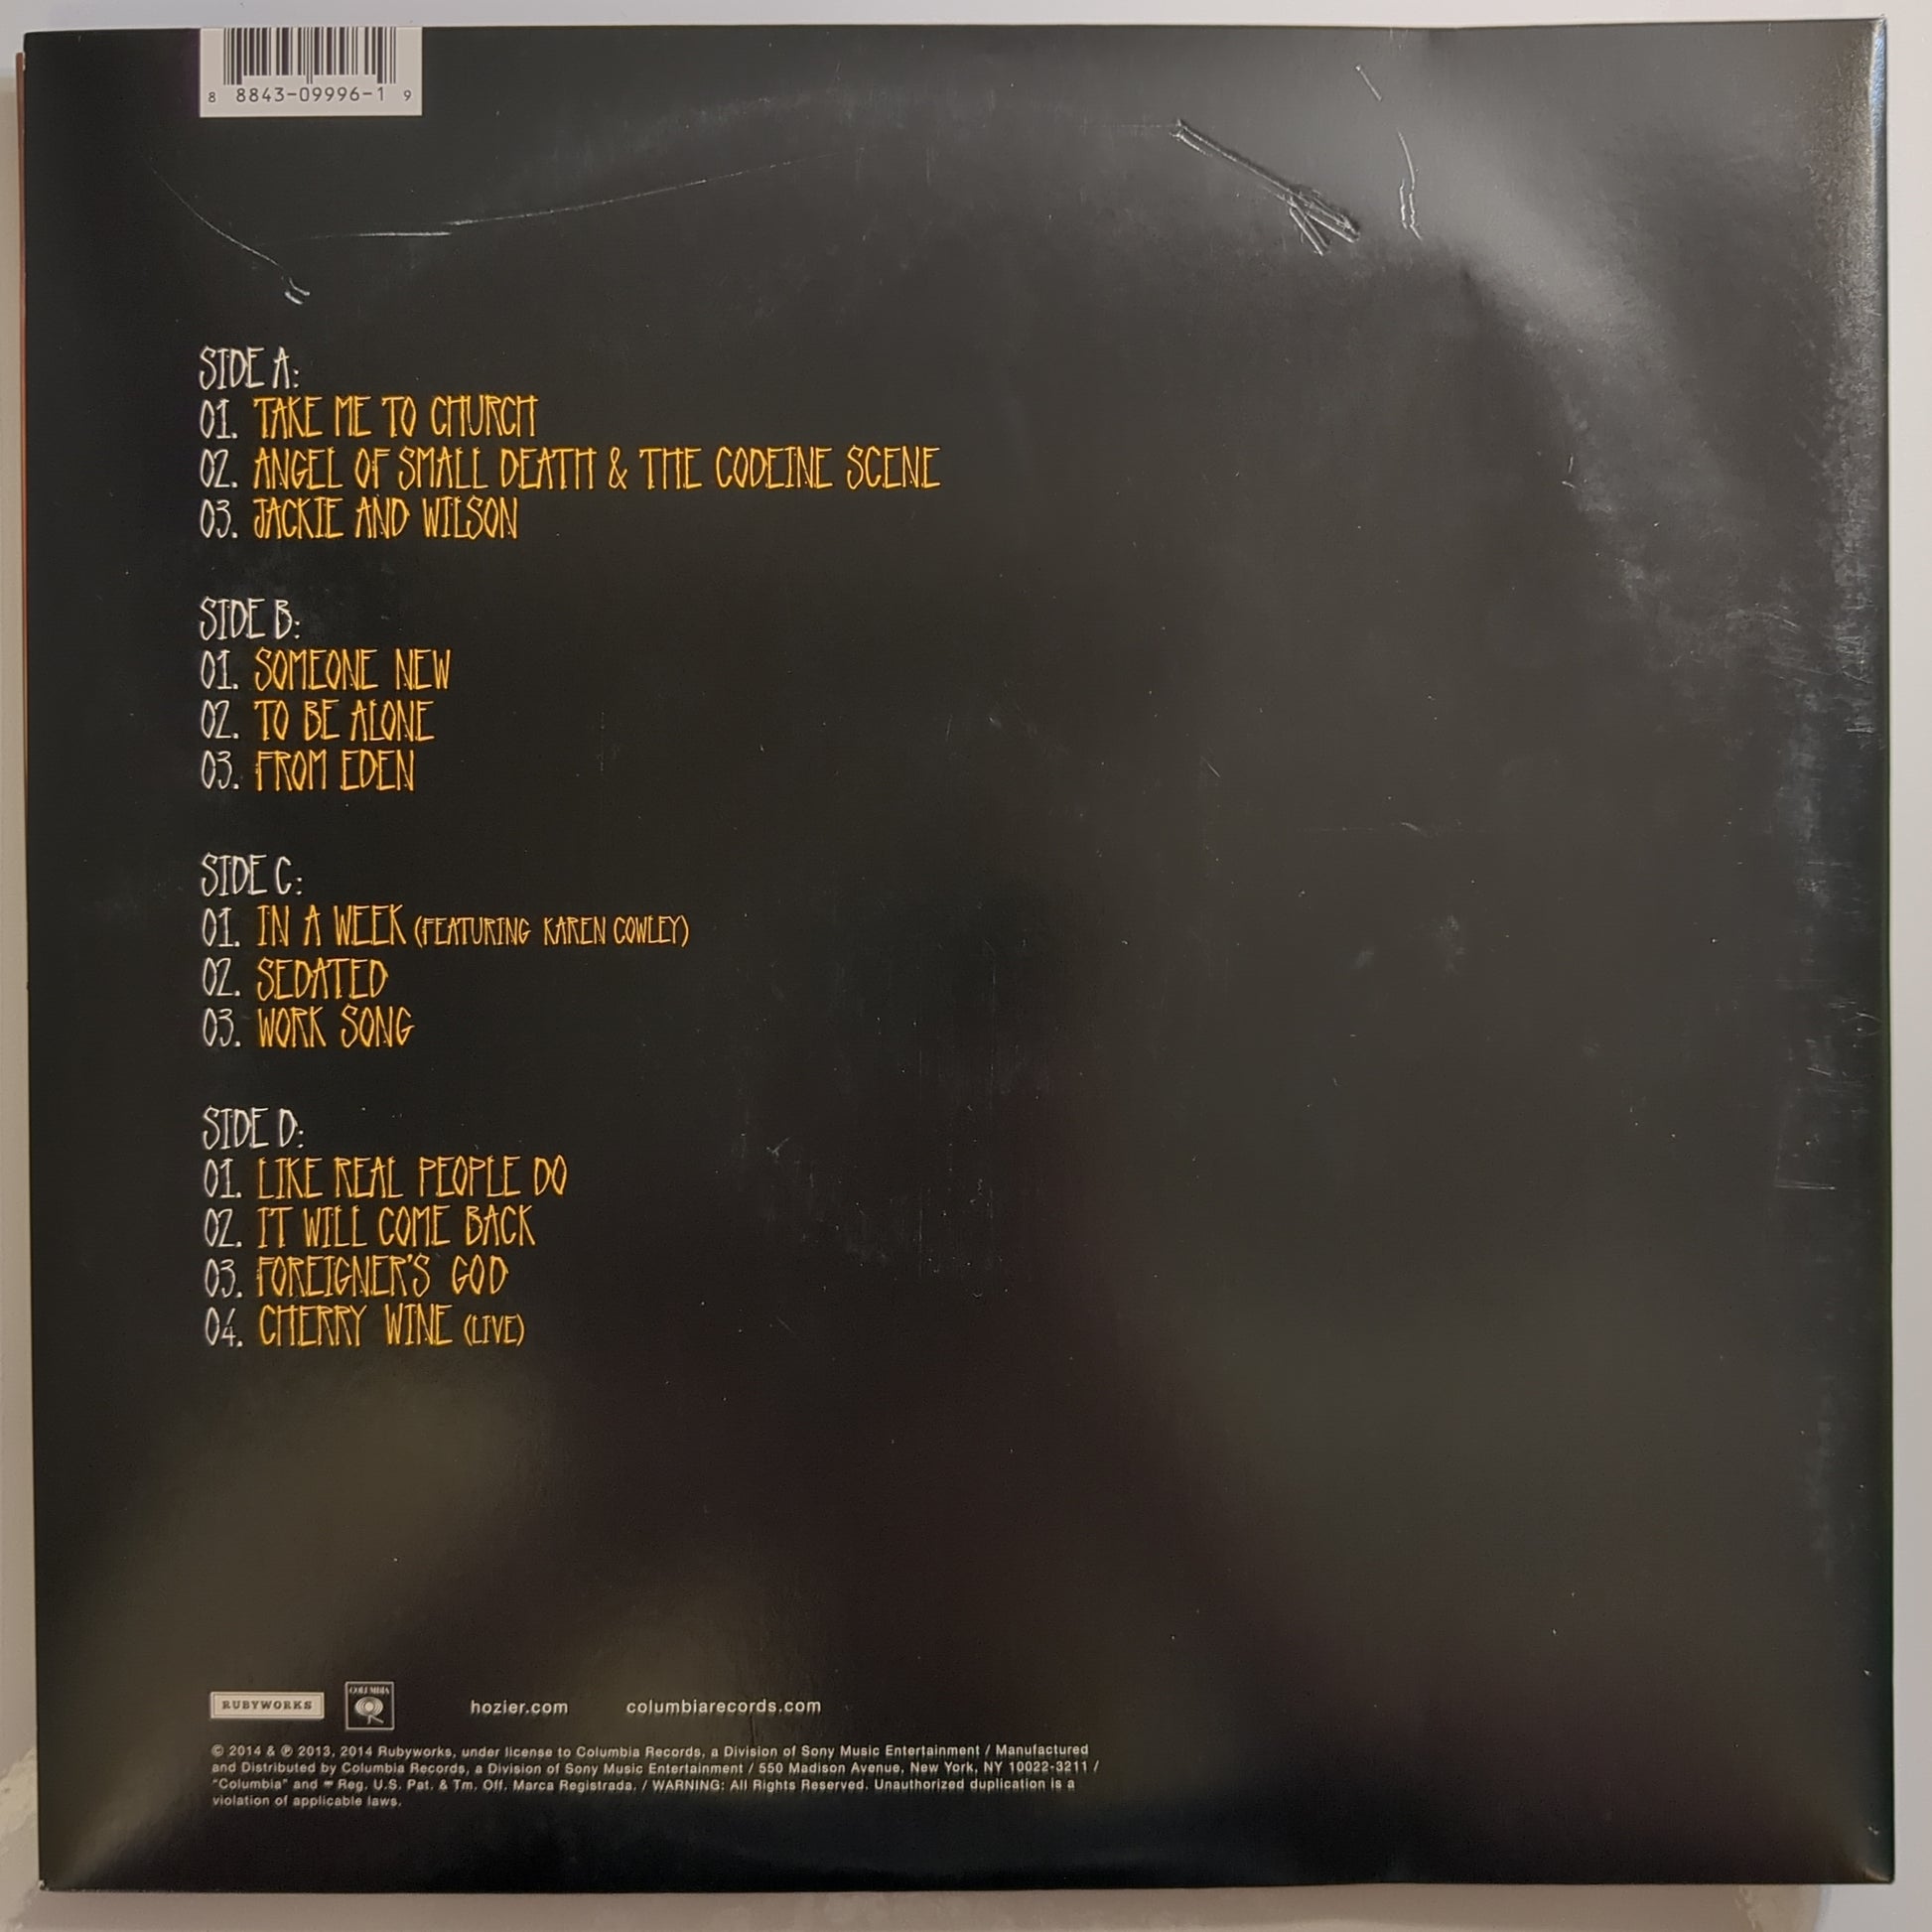 8 8843-09996-1 9
SIDE A:
01. TAKE ME TO CHURCH
02. ANGEL OF SMALL DEATH & THE CODEINE SCENE
03. JACKIE AND WILSON
SIDE B:
01. SOMEONE NEW
02. TO BE ALONE
03. FROM EDEN
SIDE C:
01. IN A WEEK (FEATURING KAREN COWLEY)
02. SEDATED
03. WORK SONG
SIDE D:
01. LIKE REAL PEOPLE DO
02. IT WILL COME BACK
03. FOREIGNER'S GOD
04. CHERRY WINE (LIVE)
RUBYWORKS COLUMBIA hozier.com columbiarecords.com
© 2014 & ℗ 2013, 2014 Rubyworks, under license to Columbia Records, a Division of Sony Music Entertainment / Manufactured
and Distributed by Columbia Records, a Division of Sony Music Entertainment / 550 Madison Avenue, New York, NY 10022-3211 /
"Columbia" and Reg. U.S. Pat. & Tm. Off. Marca Registrada. / WARNING: All Rights Reserved. Unauthorized duplication is a
violation of applicable laws.